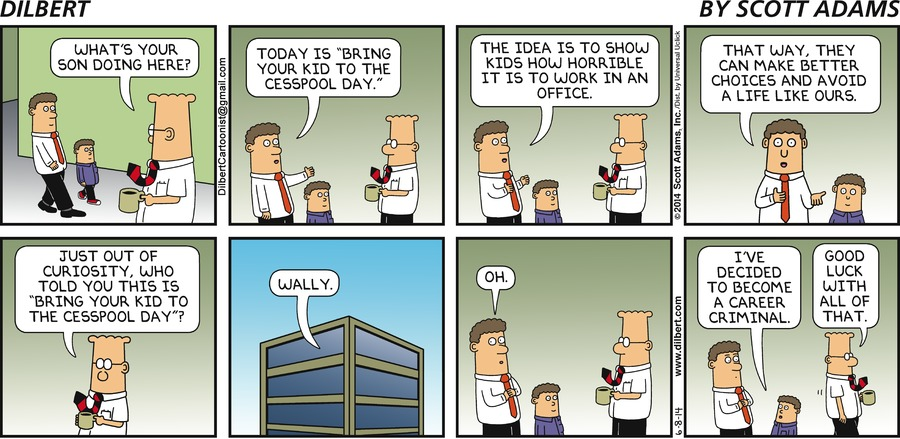 DILBERT
BY SCOTT ADAMS
WHAT'S YOUR
SON DOING HERE?
DilbertCartoonist@gmail.com
TODAY IS "BRING
YOUR KID TO THE
CESSPOOL DAY."
THE IDEA IS TO SHOW
KIDS HOW HORRIBLE
IT IS TO WORK IN AN
OFFICE.
©2014 Scott Adams, Inc./Dist. by Universal Uclick
THAT WAY, THEY
CAN MAKE BETTER
CHOICES AND AVOID
A LIFE LIKE OURS.
JUST OUT OF
CURIOSITY, WHO
TOLD YOU THIS IS
"BRING YOUR KID TO
THE CESSPOOL DAY"?
WALLY.
OH.
6-8-14 www.dilbert.com
I'VE
DECIDED
TO BECOME
A CAREER
CRIMINAL.
GOOD
LUCK
WITH
ALL OF
THAT.